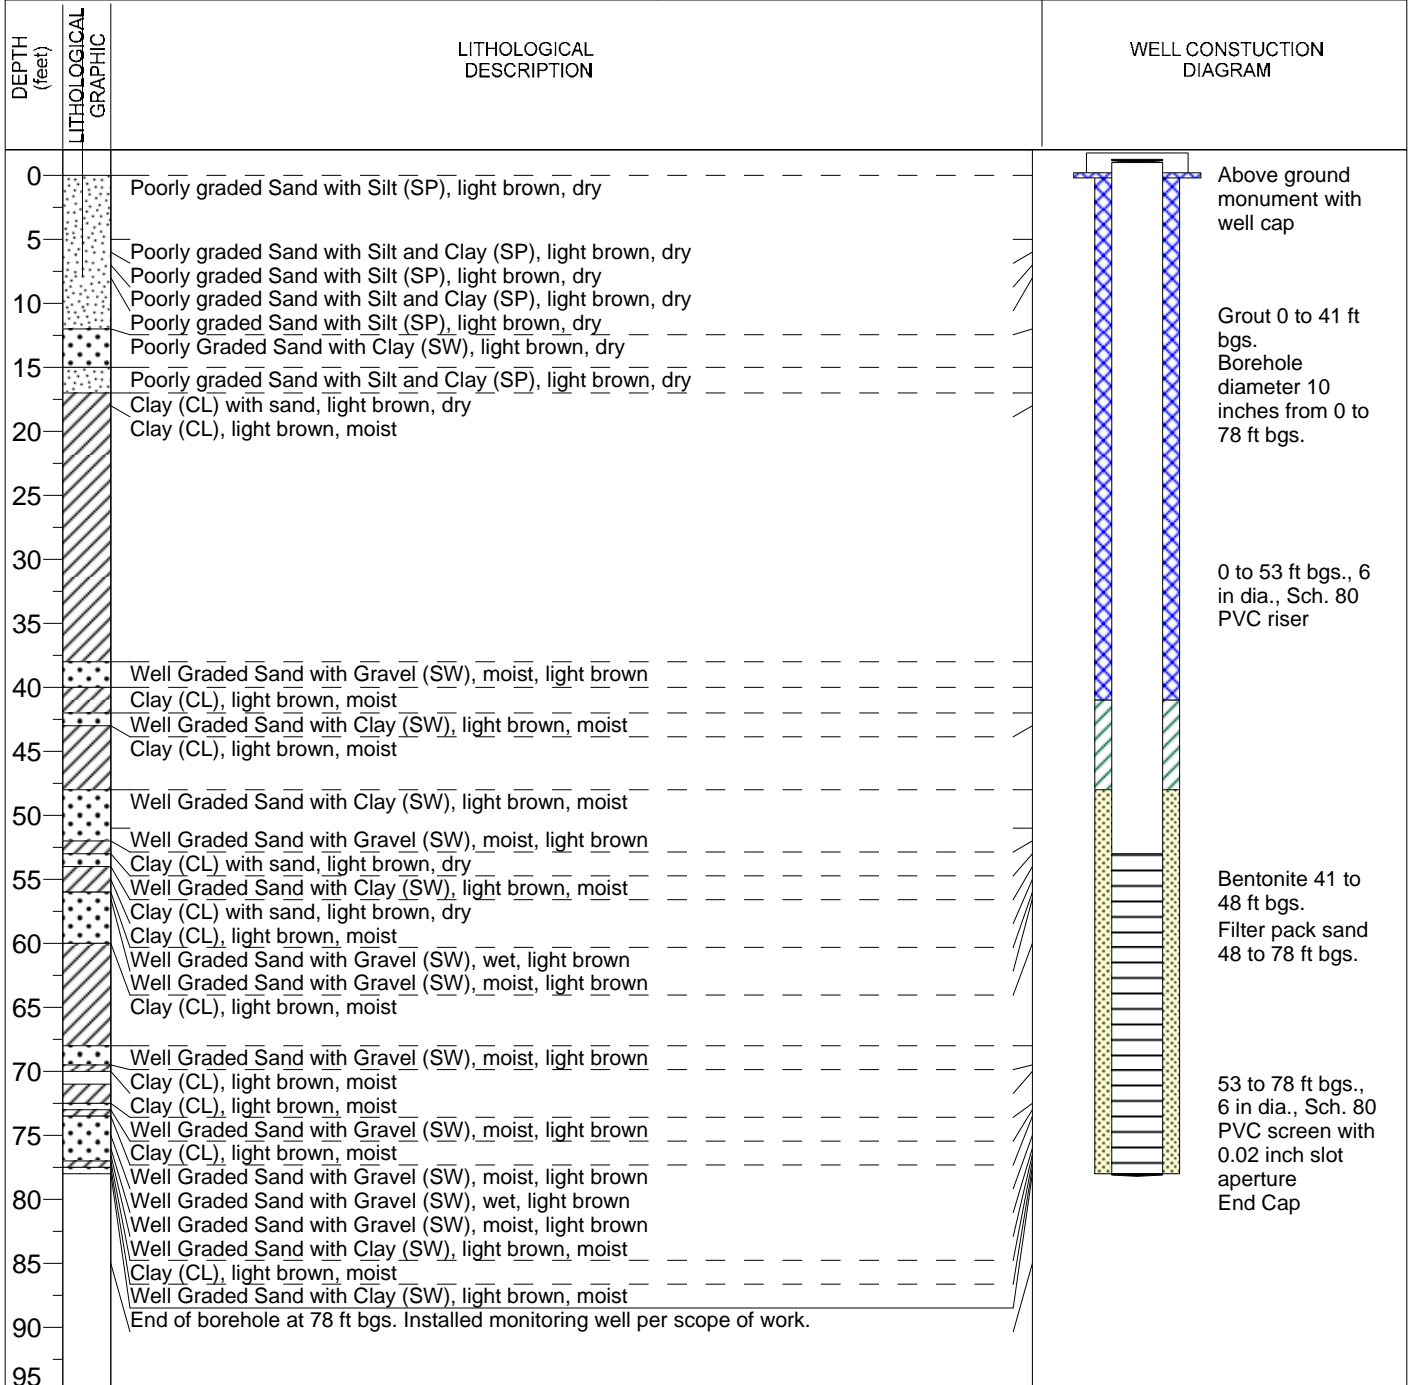 DEPTH
(feet)
LITHOLOGICAL
GRAPHIC
LITHOLOGICAL
DESCRIPTION
WELL CONSTUCTION
DIAGRAM
0
5
10
15
20
25
30
35
40
45
50
55
60
65
70
75
80
85
90
95
Poorly graded Sand with Silt (SP), light brown, dry
Poorly graded Sand with Silt and Clay (SP), light brown, dry
Poorly graded Sand with Silt (SP), light brown, dry
Poorly graded Sand with Silt and Clay (SP), light brown, dry
Poorly graded Sand with Silt (SP), light brown, dry
Poorly Graded Sand with Clay (SW), light brown, dry
Poorly graded Sand with Silt and Clay (SP), light brown, dry
Clay (CL) with sand, light brown, dry
Clay (CL), light brown, moist
Well Graded Sand with Gravel (SW), moist, light brown
Clay (CL), light brown, moist
Well Graded Sand with Clay (SW), light brown, moist
Clay (CL), light brown, moist
Well Graded Sand with Clay (SW), light brown, moist
Well Graded Sand with Gravel (SW), moist, light brown
Clay (CL) with sand, light brown, dry
Well Graded Sand with Clay (SW), light brown, moist
Clay (CL) with sand, light brown, dry
Clay (CL), light brown, moist
Well Graded Sand with Gravel (SW), wet, light brown
Well Graded Sand with Gravel (SW), moist, light brown
Clay (CL), light brown, moist
Well Graded Sand with Gravel (SW), moist, light brown
Clay (CL), light brown, moist
Clay (CL), light brown, moist
Well Graded Sand with Gravel (SW), moist, light brown
Clay (CL), light brown, moist
Well Graded Sand with Gravel (SW), moist, light brown
Well Graded Sand with Gravel (SW), wet, light brown
Well Graded Sand with Gravel (SW), moist, light brown
Well Graded Sand with Clay (SW), light brown, moist
Clay (CL), light brown, moist
Well Graded Sand with Clay (SW), light brown, moist
End of borehole at 78 ft bgs. Installed monitoring well per scope of work.
Above ground
monument with
well cap
Grout 0 to 41 ft
bgs.
Borehole
diameter 10
inches from 0 to
78 ft bgs.
0 to 53 ft bgs., 6
in dia., Sch. 80
PVC riser
Bentonite 41 to
48 ft bgs.
Filter pack sand
48 to 78 ft bgs.
53 to 78 ft bgs.,
6 in dia., Sch. 80
PVC screen with
0.02 inch slot
aperture
End Cap